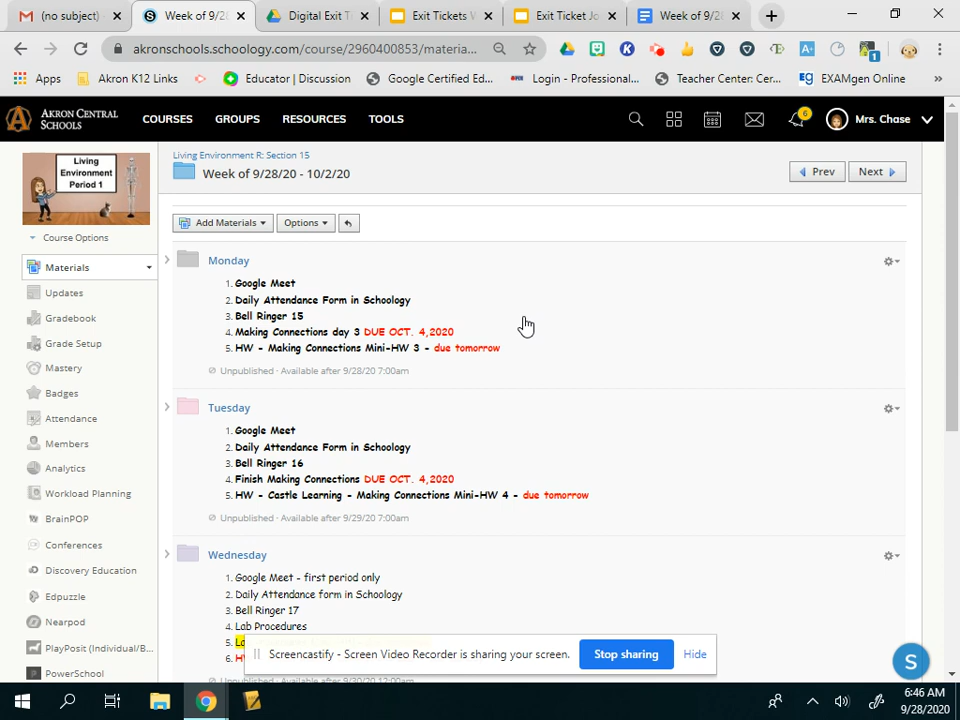 (no subject)
Week of 9/28/
Digital Exit T
Exit Tickets W
Exit Ticket Jo
Week of 9/28/
akronschools.schoology.com/course/2960400853/materia...
Apps
Akron K12 Links
Educator | Discussion
Google Certified Ed...
Login - Professional...
Teacher Center: Cer...
EXAMgen Online
»
AKRON CENTRAL SCHOOLS
COURSES
GROUPS
RESOURCES
TOOLS
6
Mrs. Chase
Living Environment Period 1
Course Options
Materials
Updates
Gradebook
Grade Setup
Mastery
Badges
Attendance
Members
Analytics
Workload Planning
BrainPOP
Conferences
Discovery Education
Edpuzzle
Nearpod
PlayPosit (Individual/B...
PowerSchool
Living Environment R: Section 15
Week of 9/28/20 - 10/2/20
Prev
Next
Add Materials
Options
Monday
1. Google Meet
2. Daily Attendance Form in Schoology
3. Bell Ringer 15
4. Making Connections day 3 DUE OCT. 4,2020
5. HW - Making Connections Mini-HW 3 - due tomorrow
Unpublished · Available after 9/28/20 7:00am
Tuesday
1. Google Meet
2. Daily Attendance Form in Schoology
3. Bell Ringer 16
4. Finish Making Connections DUE OCT. 4,2020
5. HW - Castle Learning - Making Connections Mini-HW 4 - due tomorrow
Unpublished · Available after 9/29/20 7:00am
Wednesday
1. Google Meet - first period only
2. Daily Attendance form in Schoology
3. Bell Ringer 17
4. Lab Procedures
5.
6.
Screencastify - Screen Video Recorder is sharing your screen.
Stop sharing
Hide
S
6:46 AM
9/28/2020